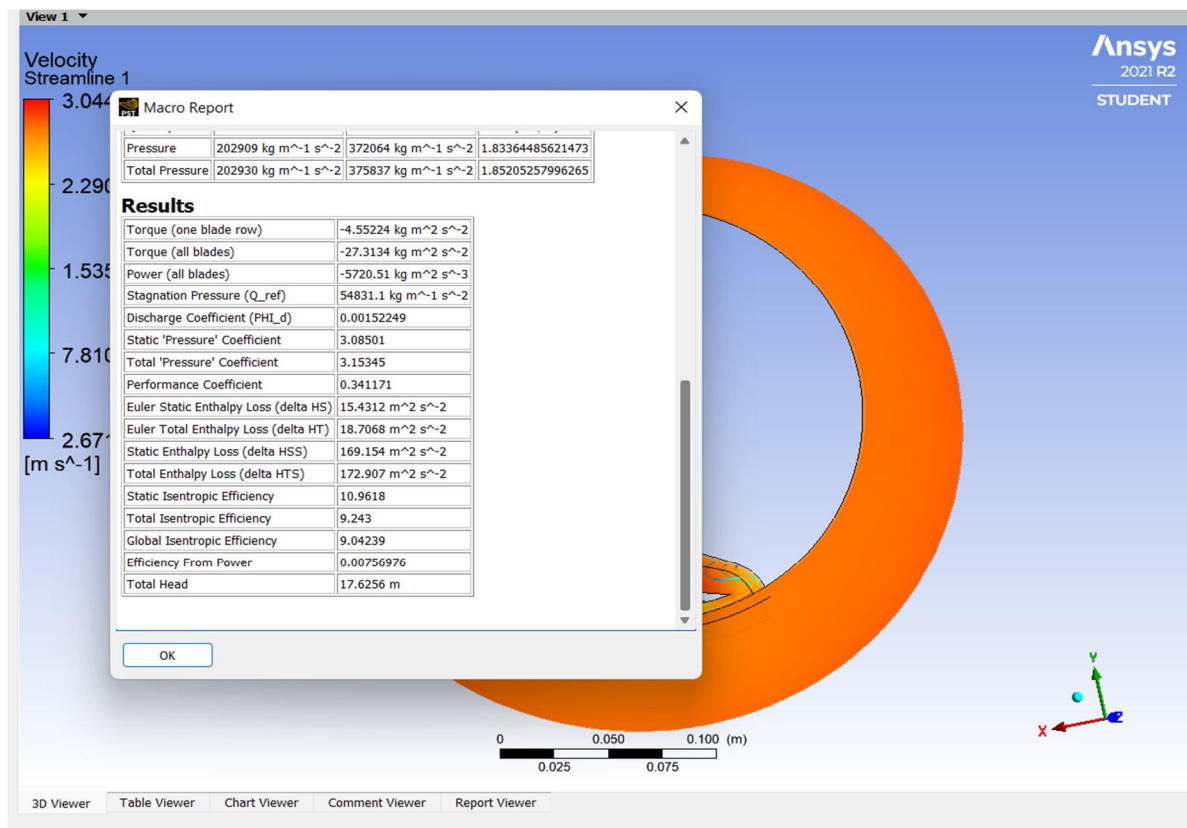 View 1
Velocity
Streamline 1
3.044
2.290
1.535
7.810
2.671
[m s^-1]
Ansys
2021 R2
STUDENT
PST
Macro Report
Pressure 202909 kg m^-1 s^-2 372064 kg m^-1 s^-2 1.83364485621473
Total Pressure 202930 kg m^-1 s^-2 375837 kg m^-1 s^-2 1.85205257996265
Results
Torque (one blade row) -4.55224 kg m^2 s^-2
Torque (all blades) -27.3134 kg m^2 s^-2
Power (all blades) -5720.51 kg m^2 s^-3
Stagnation Pressure (Q_ref) 54831.1 kg m^-1 s^-2
Discharge Coefficient (PHI_d) 0.00152249
Static 'Pressure' Coefficient 3.08501
Total 'Pressure' Coefficient 3.15345
Performance Coefficient 0.341171
Euler Static Enthalpy Loss (delta HS) 15.4312 m^2 s^-2
Euler Total Enthalpy Loss (delta HT) 18.7068 m^2 s^-2
Static Enthalpy Loss (delta HSS) 169.154 m^2 s^-2
Total Enthalpy Loss (delta HTS) 172.907 m^2 s^-2
Static Isentropic Efficiency 10.9618
Total Isentropic Efficiency 9.243
Global Isentropic Efficiency 9.04239
Efficiency From Power 0.00756976
Total Head 17.6256 m
OK
0 0.050 0.100 (m)
0.025 0.075
Y
X
Z
3D Viewer Table Viewer Chart Viewer Comment Viewer Report Viewer